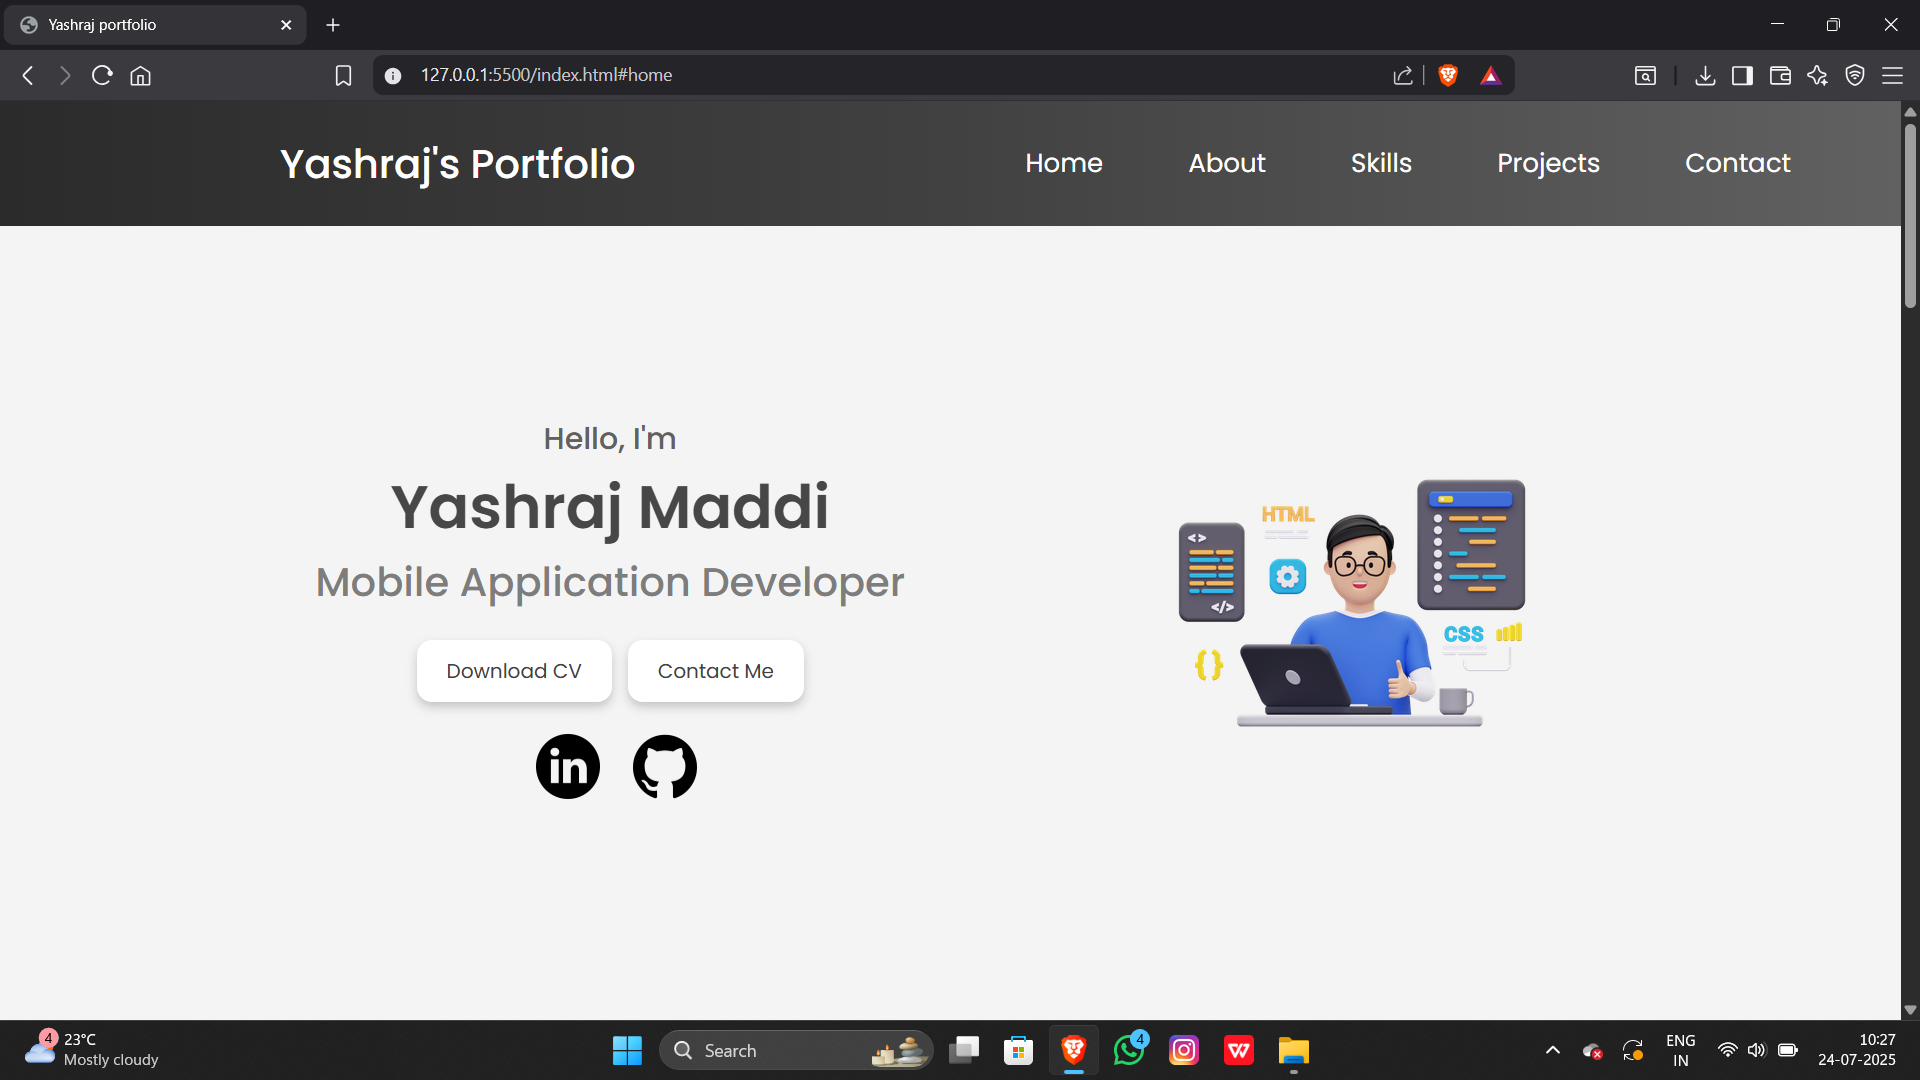 Yashraj portfolio
127.0.0.1:5500/index.html#home
Yashraj's Portfolio
Home About Skills Projects Contact
Hello, I'm
Yashraj Maddi
Mobile Application Developer
Download CV Contact Me
in
HTML
<>
</>
CSS
{}
4
23°C
Mostly cloudy
Search
4
W
ENG
IN
10:27
24-07-2025